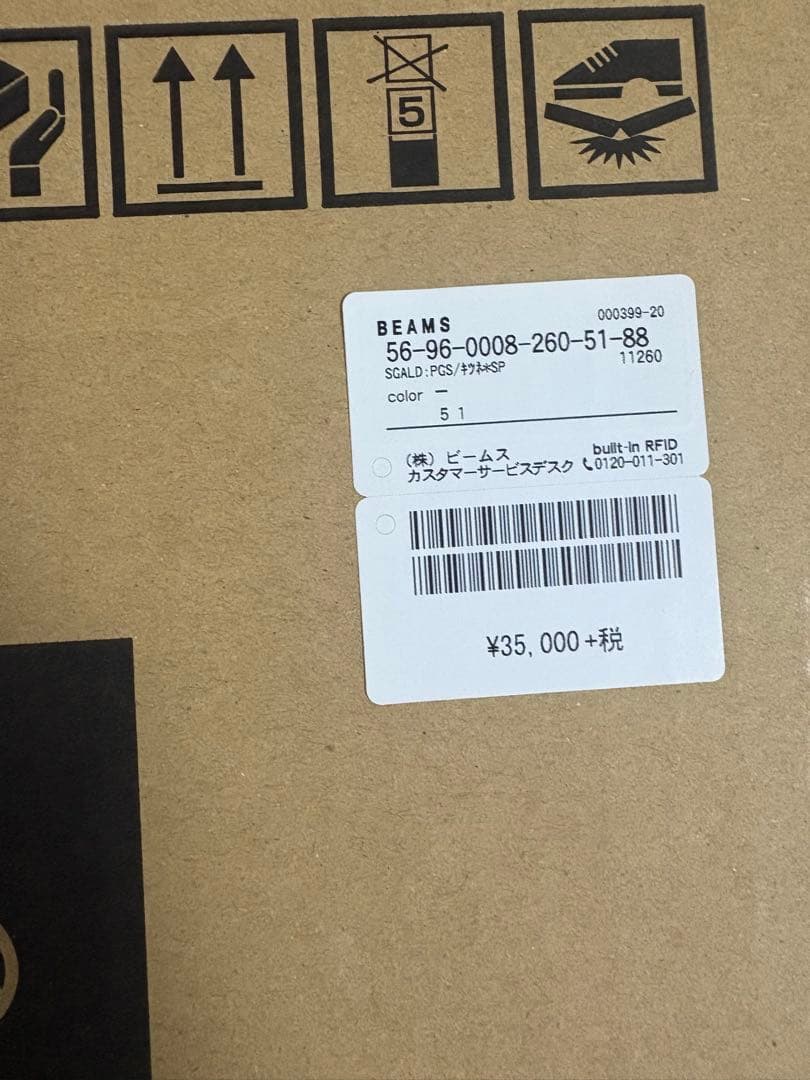 5
BEAMS
000399-20
56-96-0008-260-51-88
SGALD:PGS/ｷﾂﾈ*SP
11260
color ー
51
(株) ビームス
built-in RFID
カスタマーサービスデスク
0120-011-301
¥35,000+税